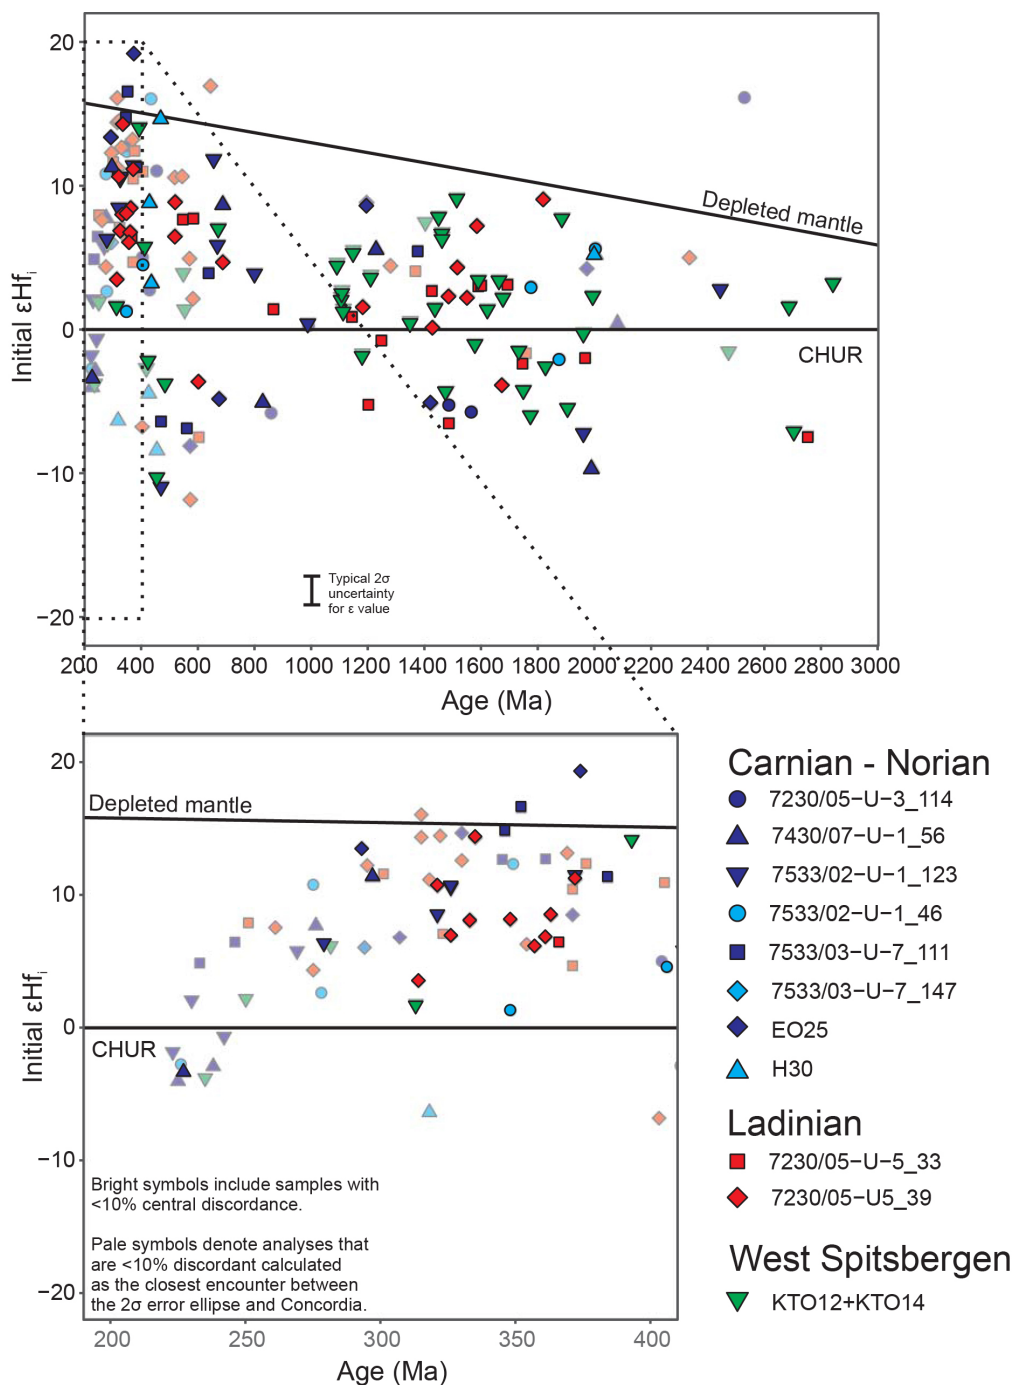 20
10
0
−10
−20
Initial εHfi
Depleted mantle
CHUR
Typical 2σ
uncertainty
for ε value
200 400 600 800 1000 1200 1400 1600 1800 2000 2200 2400 2600 2800 3000
Age (Ma)
20
10
0
−10
−20
Initial εHfi
Depleted mantle
CHUR
Bright symbols include samples with
<10% central discordance.
Pale symbols denote analyses that
are <10% discordant calculated
as the closest encounter between
the 2σ error ellipse and Concordia.
200 250 300 350 400
Age (Ma)
Carnian - Norian
7230/05−U−3_114
7430/07−U−1_56
7533/02−U−1_123
7533/02−U−1_46
7533/03−U−7_111
7533/03−U−7_147
EO25
H30
Ladinian
7230/05−U−5_33
7230/05−U5_39
West Spitsbergen
KTO12+KTO14